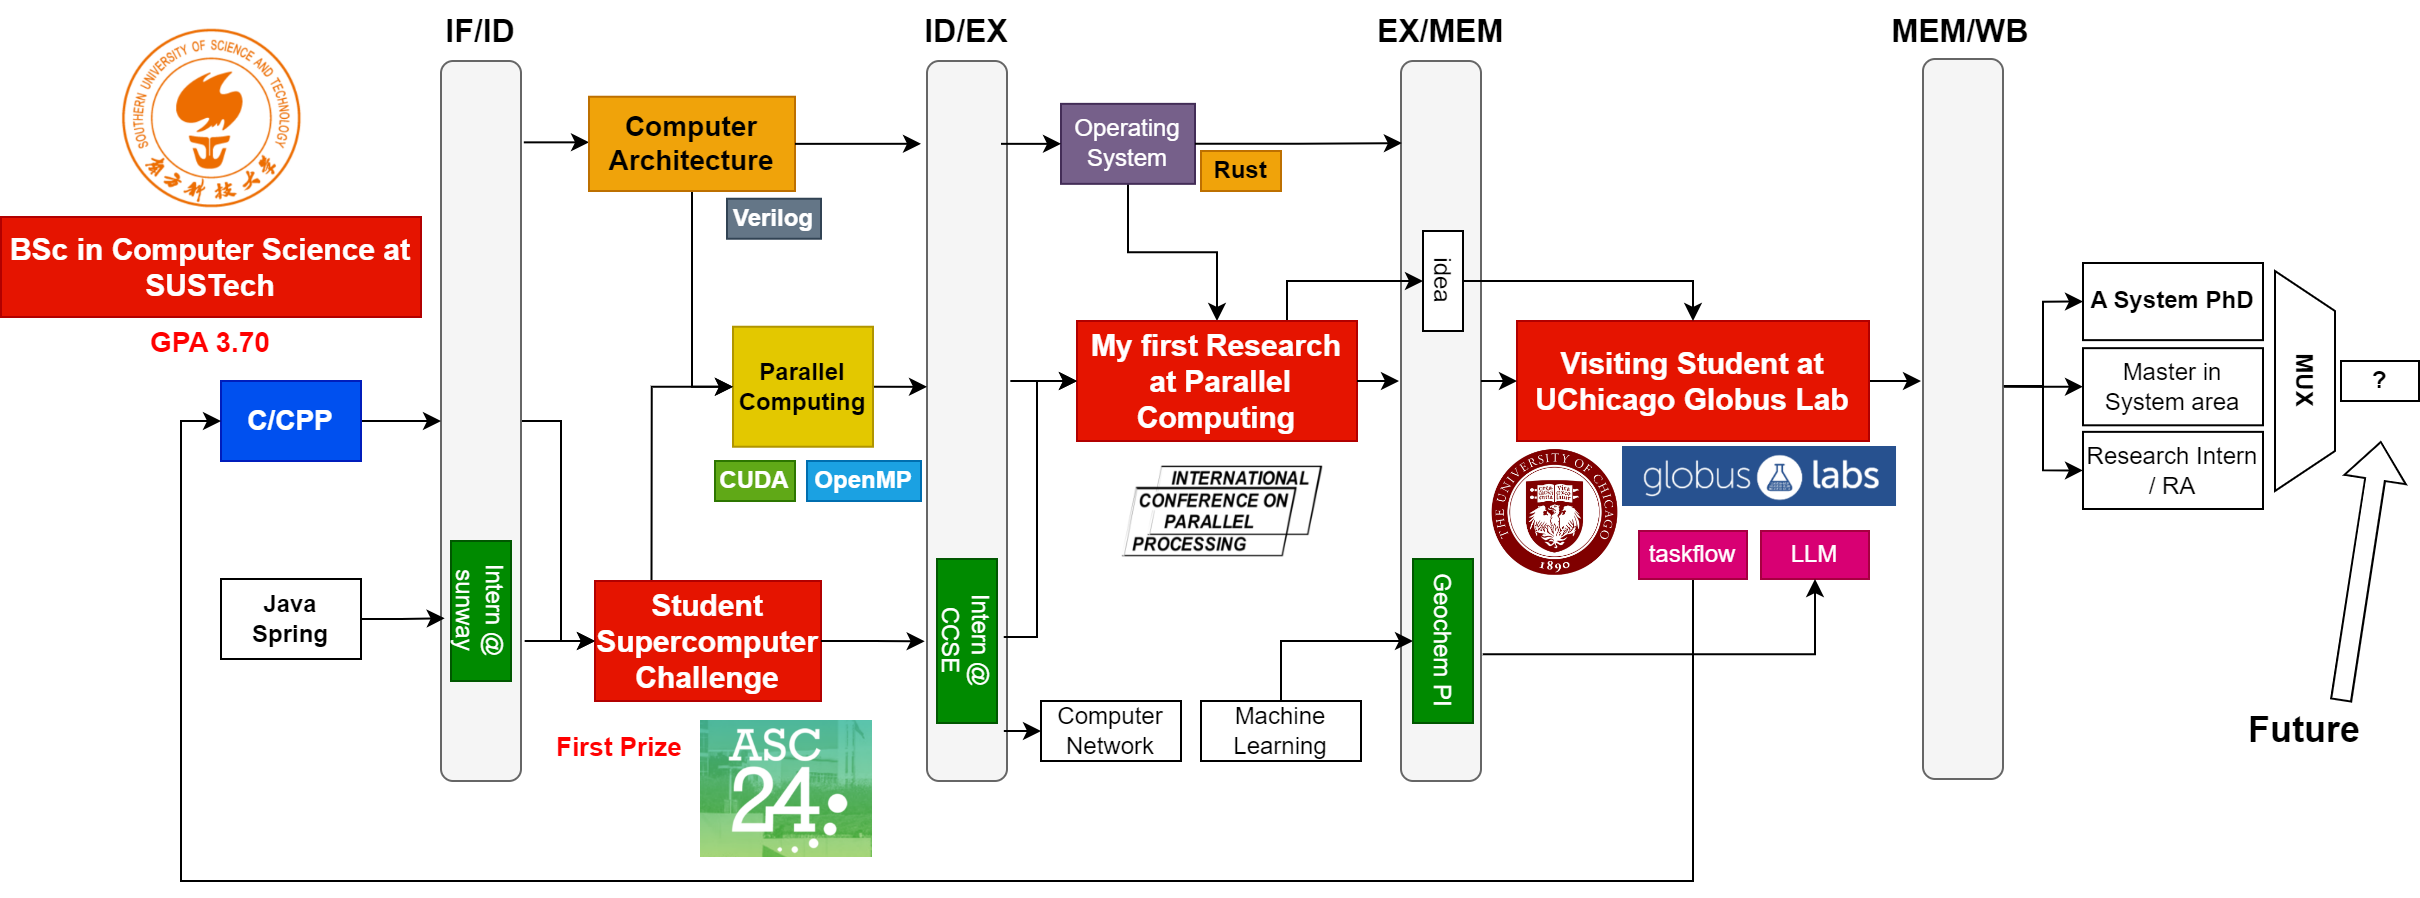 IF/ID
ID/EX
EX/MEM
MEM/WB
SOUTHERN UNIVERSITY OF SCIENCE AND TECHNOLOGY
南方科技大学
BSc in Computer Science at
SUSTech
GPA 3.70
C/CPP
Java
Spring
Intern @
sunway
Computer
Architecture
Verilog
Parallel
Computing
CUDA
OpenMP
Student
Supercomputer
Challenge
First Prize
ASC
24
Intern @
CCSE
Operating
System
Rust
My first Research
at Parallel
Computing
INTERNATIONAL
CONFERENCE ON
PARALLEL
PROCESSING
Computer
Network
Machine
Learning
idea
Geochem PI
Visiting Student at
UChicago Globus Lab
THE UNIVERSITY OF CHICAGO
1890
globus labs
taskflow
LLM
A System PhD
Master in
System area
Research Intern
/ RA
MUX
?
Future